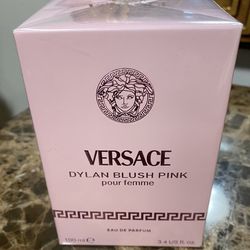 VERSACE
DYLAN BLUSH PINK
pour femme
EAU DE PARFUM
100 ml € 3.4 US fl. oz.